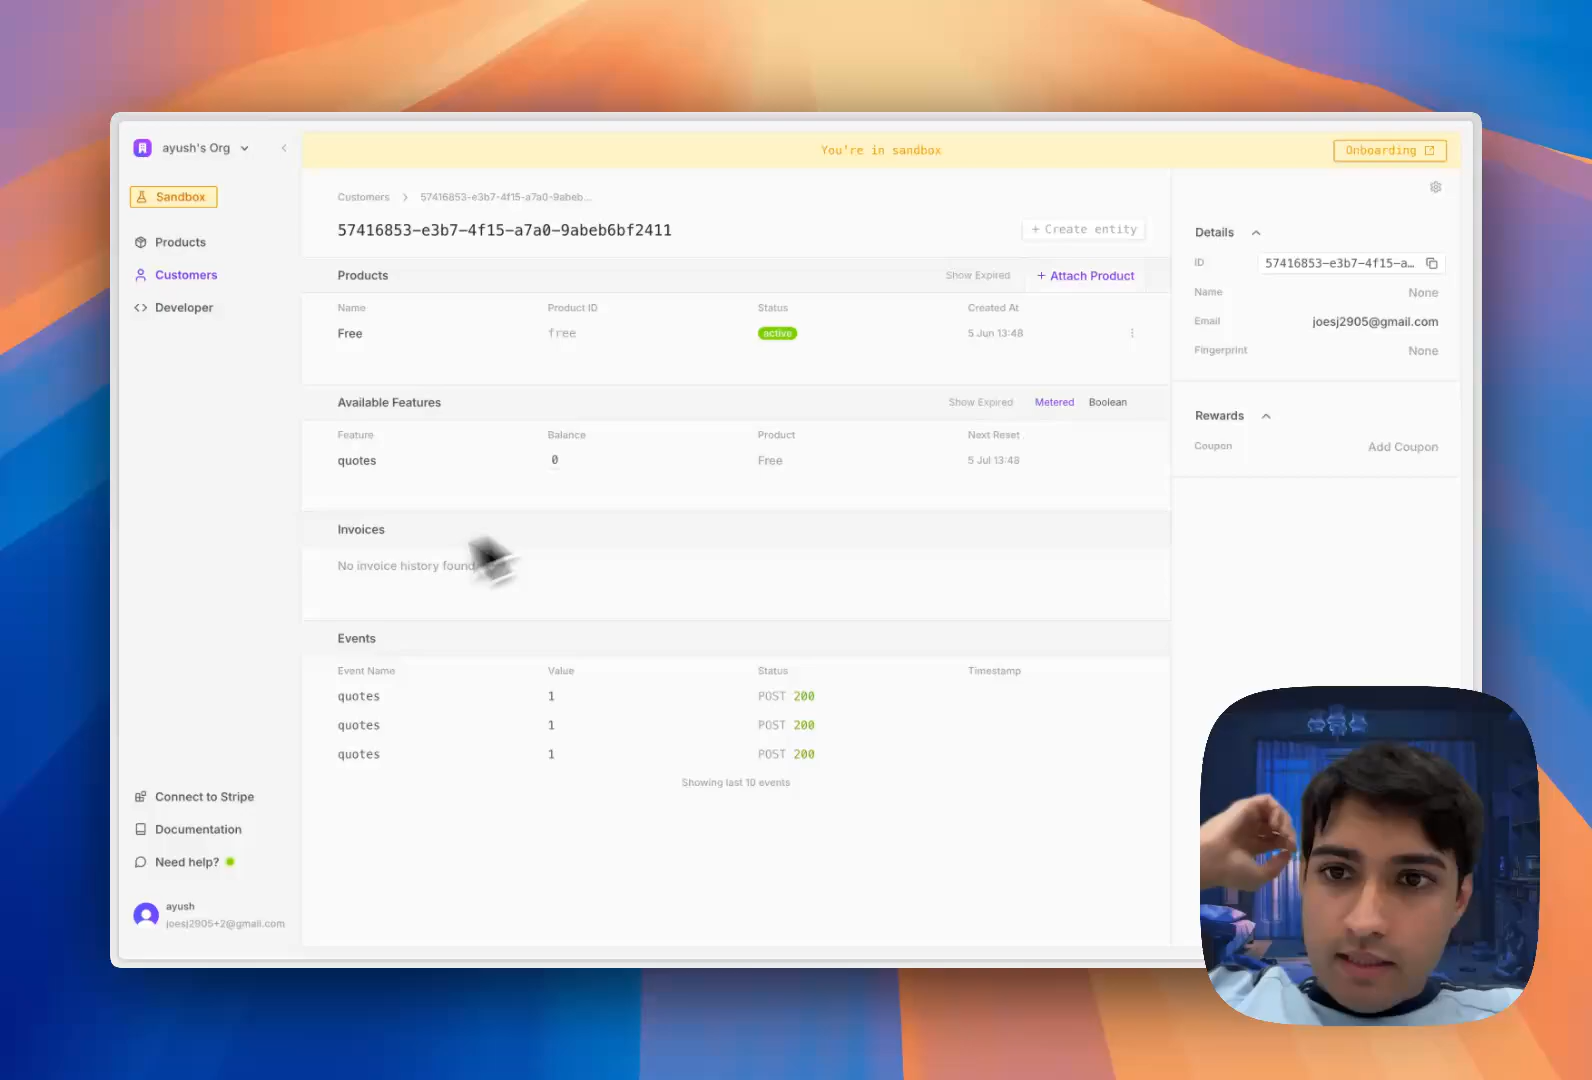 ayush's Org
You're in sandbox
Onboarding
Sandbox
Products
Customers
Developer
Connect to Stripe
Documentation
Need help?
ayush
joesj2905+2@gmail.com
Customers
57416853-e3b7-4f15-a7a0-9abeb...
57416853-e3b7-4f15-a7a0-9abeb6bf2411
+ Create entity
Products
Show Expired
+ Attach Product
Name Product ID Status Created At
Free free active 5 Jun 13:48
Available Features
Show Expired Metered Boolean
Feature Balance Product Next Reset
quotes 0 Free 5 Jul 13:48
Invoices
No invoice history found
Events
Event Name Value Status Timestamp
quotes 1 POST 200
quotes 1 POST 200
quotes 1 POST 200
Showing last 10 events
Details
ID 57416853-e3b7-4f15-a...
Name None
Email joesj2905@gmail.com
Fingerprint None
Rewards
Coupon Add Coupon